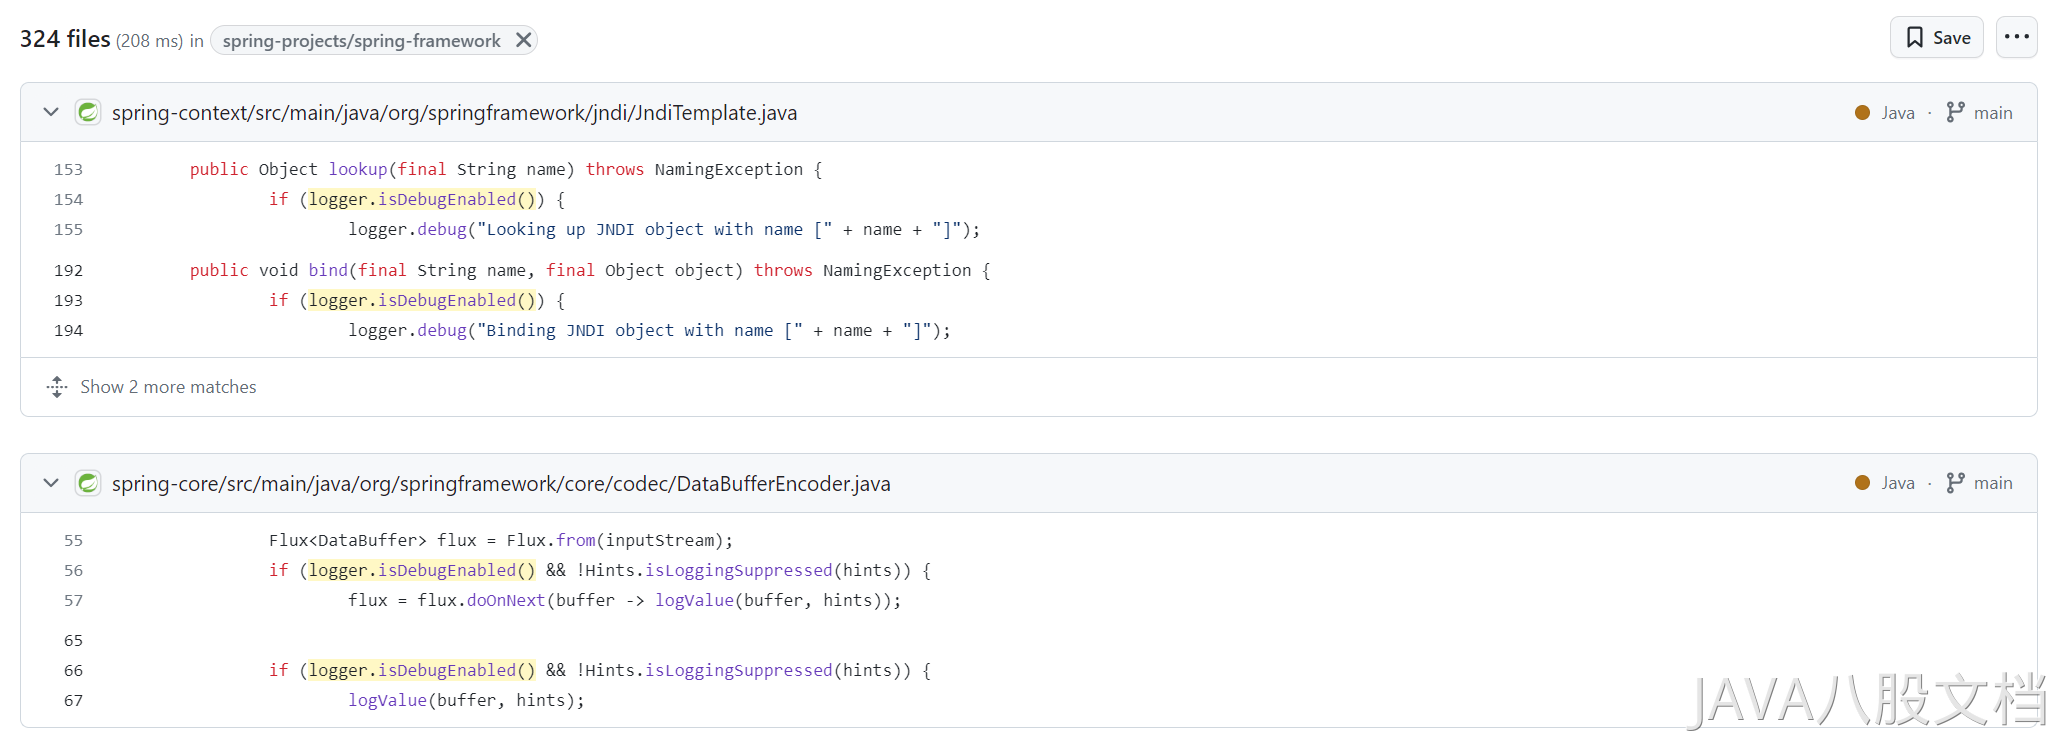 324 files (208 ms) in spring-projects/spring-framework
Save
spring-context/src/main/java/org/springframework/jndi/JndiTemplate.java
Java · main
153 public Object lookup(final String name) throws NamingException {
154 if (logger.isDebugEnabled()) {
155 logger.debug("Looking up JNDI object with name [" + name + "]");
192 public void bind(final String name, final Object object) throws NamingException {
193 if (logger.isDebugEnabled()) {
194 logger.debug("Binding JNDI object with name [" + name + "]");
Show 2 more matches
spring-core/src/main/java/org/springframework/core/codec/DataBufferEncoder.java
Java · main
55 Flux<DataBuffer> flux = Flux.from(inputStream);
56 if (logger.isDebugEnabled() && !Hints.isLoggingSuppressed(hints)) {
57 flux = flux.doOnNext(buffer -> logValue(buffer, hints));
65
66 if (logger.isDebugEnabled() && !Hints.isLoggingSuppressed(hints)) {
67 logValue(buffer, hints);
JAVA八股文档